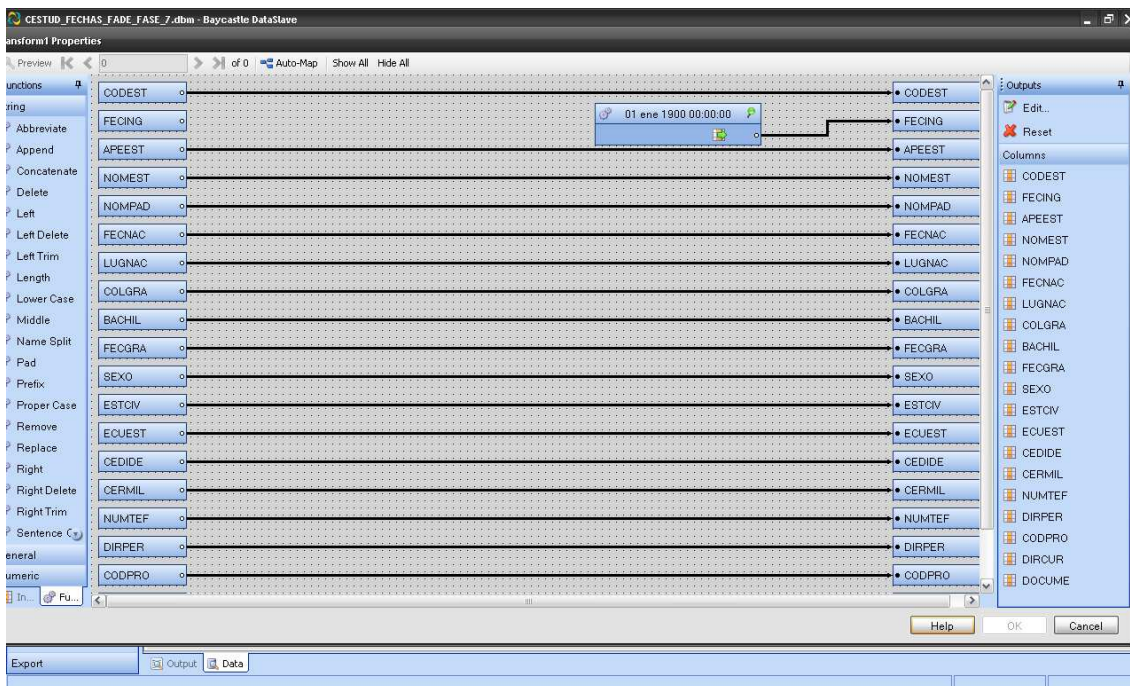 CESTUD_FECHAS_FADE_FASE_7.dbm - Baycastle DataSlave
ansform1 Properties
Preview 0 of 0 Auto-Map Show All Hide All
unctions
ring
Abbreviate
Append
Concatenate
Delete
Left
Left Delete
Left Trim
Length
Lower Case
Middle
Name Split
Pad
Prefix
Proper Case
Remove
Replace
Right
Right Delete
Right Trim
Sentence C
eneral
umeric
In...
Fu...
CODEST
FECING
APEEST
NOMEST
NOMPAD
FECNAC
LUGNAC
COLGRA
BACHIL
FECGRA
SEXO
ESTCIV
ECUEST
CEDIDE
CERMIL
NUMTEF
DIRPER
CODPRO
01 ene 1900 00:00:00
CODEST
FECING
APEEST
NOMEST
NOMPAD
FECNAC
LUGNAC
COLGRA
BACHIL
FECGRA
SEXO
ESTCIV
ECUEST
CEDIDE
CERMIL
NUMTEF
DIRPER
CODPRO
Outputs
Edit...
Reset
Columns
CODEST
FECING
APEEST
NOMEST
NOMPAD
FECNAC
LUGNAC
COLGRA
BACHIL
FECGRA
SEXO
ESTCIV
ECUEST
CEDIDE
CERMIL
NUMTEF
DIRPER
CODPRO
DIRCUR
DOCUME
Help OK Cancel
Export Output Data